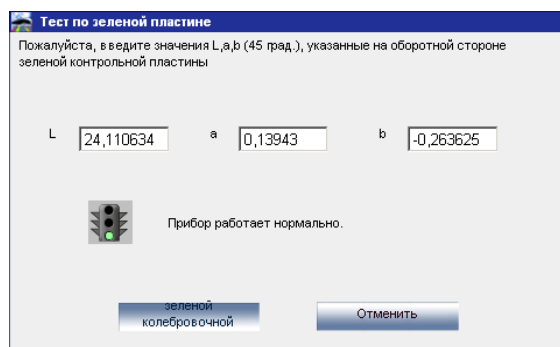 Тест по зеленой пластине
Пожалуйста, введите значения L,a,b (45 град.), указанные на оборотной стороне
зеленой контрольной пластины
L 24,110634 a 0,13943 b -0,263625
Прибор работает нормально.
зеленой
колебровочной
Отменить